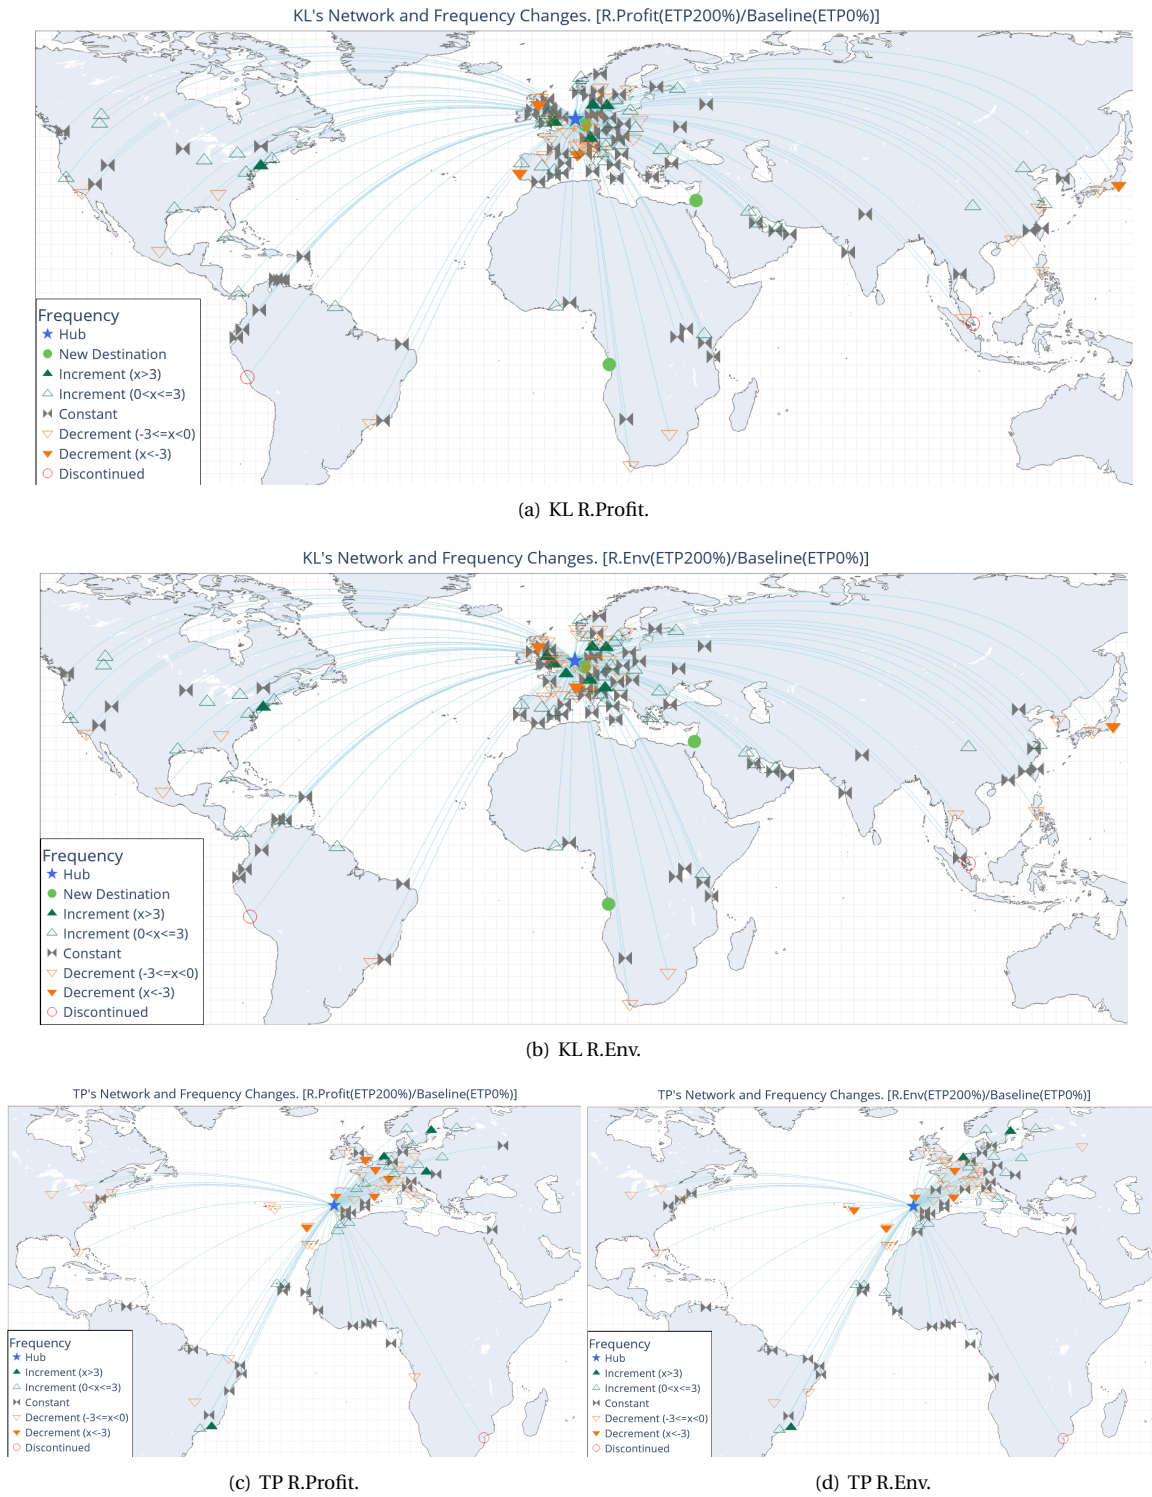 KL's Network and Frequency Changes. [R.Profit(ETP200%)/Baseline(ETP0%)]
Frequency
Hub
New Destination
Increment (x>3)
Increment (0<x<=3)
Constant
Decrement (-3<=x<0)
Decrement (x<-3)
Discontinued
(a) KL R.Profit.
KL's Network and Frequency Changes. [R.Env(ETP200%)/Baseline(ETP0%)]
Frequency
Hub
New Destination
Increment (x>3)
Increment (0<x<=3)
Constant
Decrement (-3<=x<0)
Decrement (x<-3)
Discontinued
(b) KL R.Env.
TP's Network and Frequency Changes. [R.Profit(ETP200%)/Baseline(ETP0%)]
Frequency
Hub
Increment (x>3)
Increment (0<x<=3)
Constant
Decrement (-3<=x<0)
Decrement (x<-3)
Discontinued
(c) TP R.Profit.
TP's Network and Frequency Changes. [R.Env(ETP200%)/Baseline(ETP0%)]
Frequency
Hub
Increment (x>3)
Increment (0<x<=3)
Constant
Decrement (-3<=x<0)
Decrement (x<-3)
Discontinued
(d) TP R.Env.